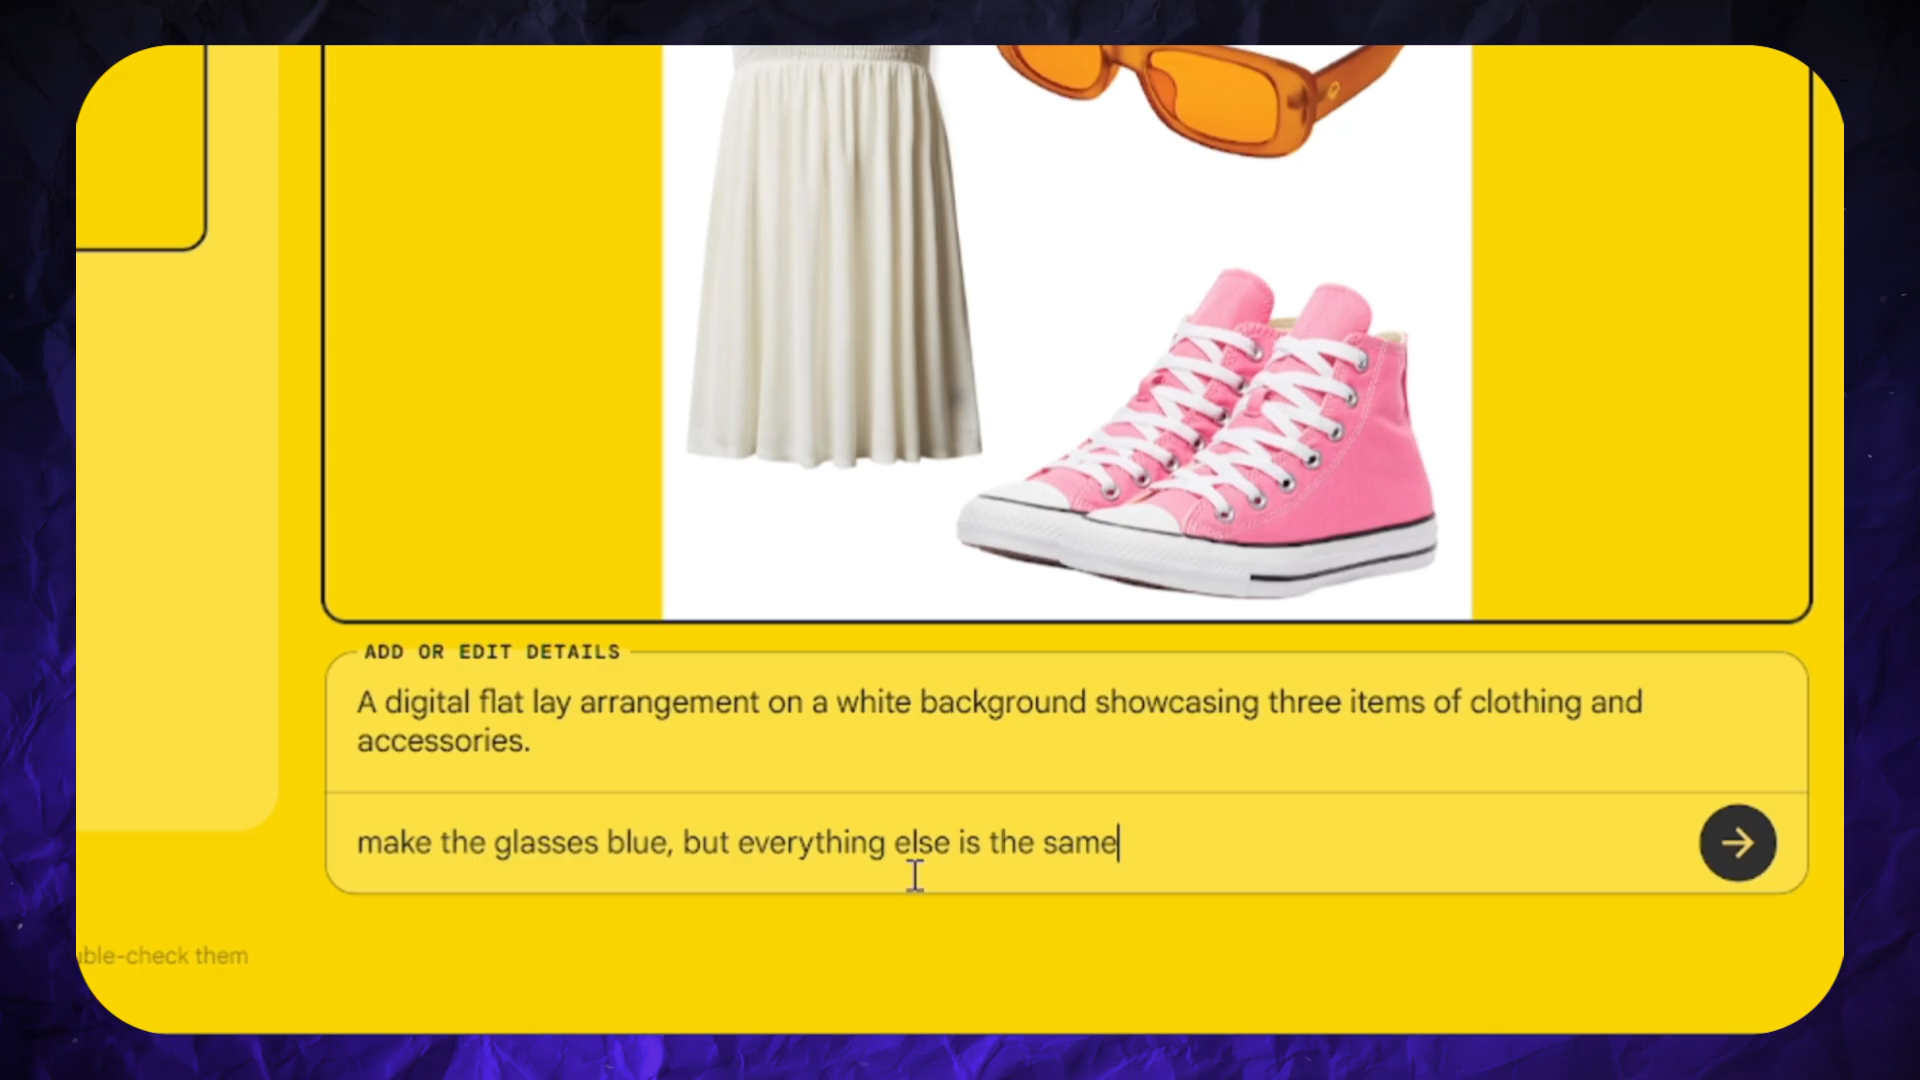 ADD OR EDIT DETAILS
A digital flat lay arrangement on a white background showcasing three items of clothing and
accessories.
make the glasses blue, but everything else is the same
ble-check them